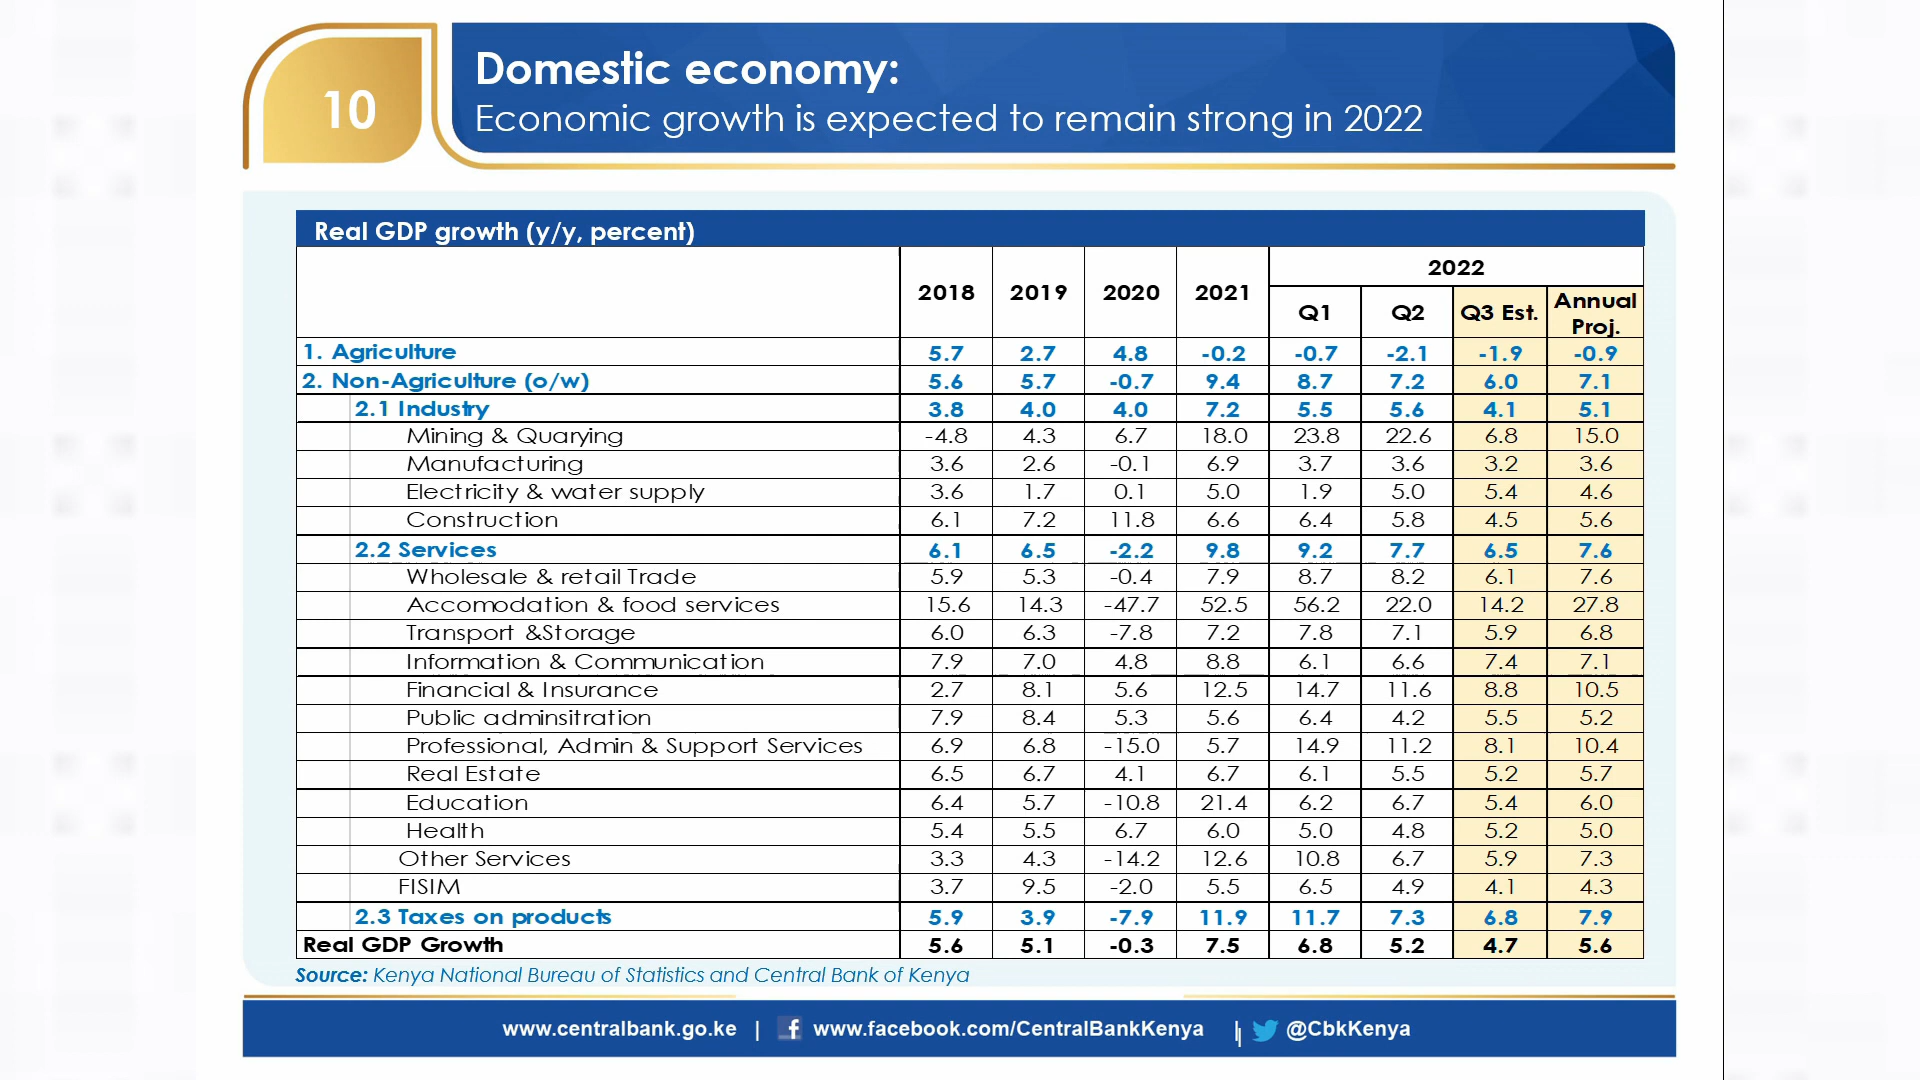 10
Domestic economy:
Economic growth is expected to remain strong in 2022
Real GDP growth (y/y, percent)
2018 2019 2020 2021 2022
Q1 Q2 Q3 Est. Annual Proj.
1. Agriculture 5.7 2.7 4.8 -0.2 -0.7 -2.1 -1.9 -0.9
2. Non-Agriculture (o/w) 5.6 5.7 -0.7 9.4 8.7 7.2 6.0 7.1
2.1 Industry 3.8 4.0 4.0 7.2 5.5 5.6 4.1 5.1
Mining & Quarying -4.8 4.3 6.7 18.0 23.8 22.6 6.8 15.0
Manufacturing 3.6 2.6 -0.1 6.9 3.7 3.6 3.2 3.6
Electricity & water supply 3.6 1.7 0.1 5.0 1.9 5.0 5.4 4.6
Construction 6.1 7.2 11.8 6.6 6.4 5.8 4.5 5.6
2.2 Services 6.1 6.5 -2.2 9.8 9.2 7.7 6.5 7.6
Wholesale & retail Trade 5.9 5.3 -0.4 7.9 8.7 8.2 6.1 7.6
Accomodation & food services 15.6 14.3 -47.7 52.5 56.2 22.0 14.2 27.8
Transport &Storage 6.0 6.3 -7.8 7.2 7.8 7.1 5.9 6.8
Information & Communication 7.9 7.0 4.8 8.8 6.1 6.6 7.4 7.1
Financial & Insurance 2.7 8.1 5.6 12.5 14.7 11.6 8.8 10.5
Public adminsitration 7.9 8.4 5.3 5.6 6.4 4.2 5.5 5.2
Professional, Admin & Support Services 6.9 6.8 -15.0 5.7 14.9 11.2 8.1 10.4
Real Estate 6.5 6.7 4.1 6.7 6.1 5.5 5.2 5.7
Education 6.4 5.7 -10.8 21.4 6.2 6.7 5.4 6.0
Health 5.4 5.5 6.7 6.0 5.0 4.8 5.2 5.0
Other Services 3.3 4.3 -14.2 12.6 10.8 6.7 5.9 7.3
FISIM 3.7 9.5 -2.0 5.5 6.5 4.9 4.1 4.3
2.3 Taxes on products 5.9 3.9 -7.9 11.9 11.7 7.3 6.8 7.9
Real GDP Growth 5.6 5.1 -0.3 7.5 6.8 5.2 4.7 5.6
Source: Kenya National Bureau of Statistics and Central Bank of Kenya
www.centralbank.go.ke | f www.facebook.com/CentralBankKenya | @CbkKenya